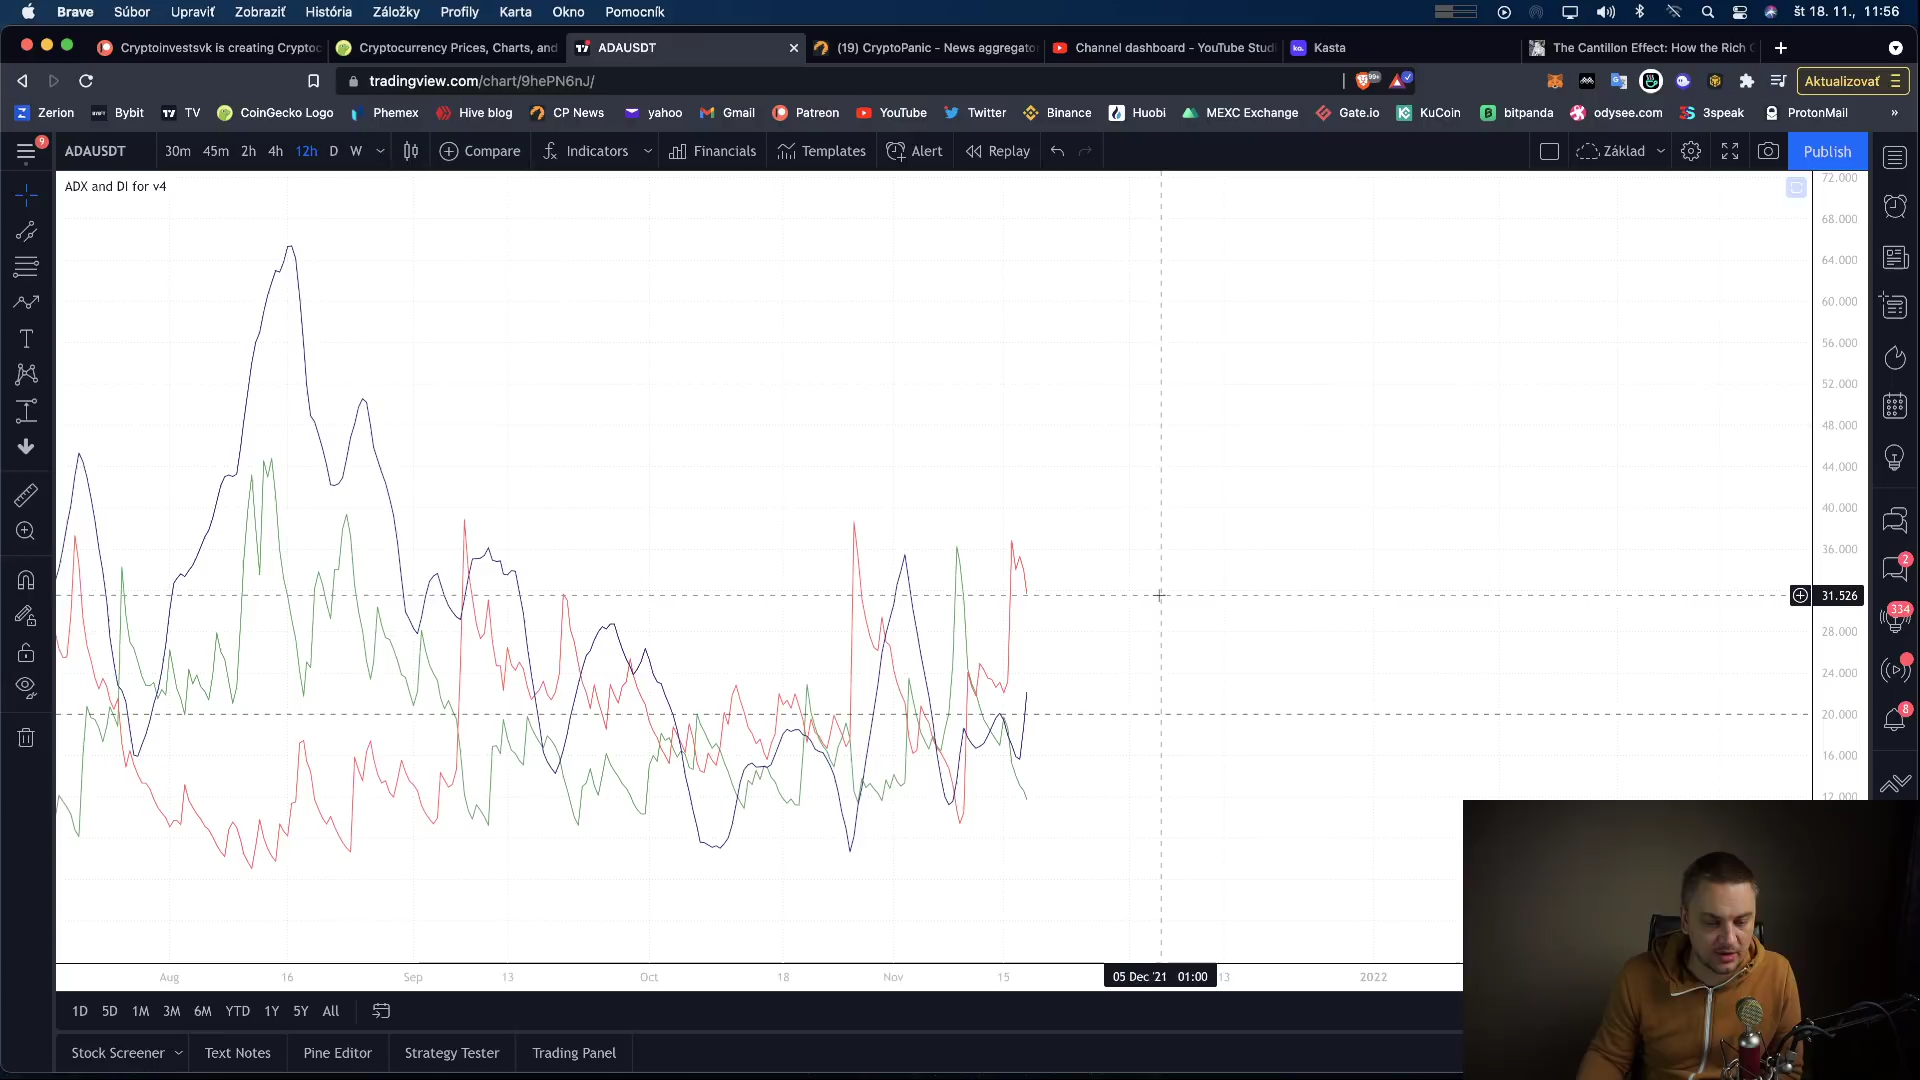 Brave Súbor Upraviť Zobraziť História Záložky Profily Karta Okno Pomocník št 18. 11., 11:56
Cryptoinvestsvk is creating Cryptoc Cryptocurrency Prices, Charts, and ADAUSDT (19) CryptoPanic - News aggregato Channel dashboard - YouTube Studi ka. Kasta The Cantillon Effect: How the Rich
tradingview.com/chart/9hePN6nJ/ 99+ Aktualizovať
Zerion Bybit TV CoinGecko Logo Phemex Hive blog CP News yahoo Gmail Patreon YouTube Twitter Binance Huobi MEXC Exchange Gate.io KuCoin bitpanda odysee.com 3speak ProtonMail »
9 ADAUSDT 30m 45m 2h 4h 12h D W Compare Indicators Financials Templates Alert Replay Základ Publish
ADX and DI for v4
72.000
68.000
64.000
60.000
56.000
52.000
48.000
44.000
40.000
36.000
31.526
28.000
24.000
20.000
16.000
12.000
2
334
8
Aug 16 Sep 13 Oct 18 Nov 15 05 Dec '21 01:00 13 2022
1D 5D 1M 3M 6M YTD 1Y 5Y All
Stock Screener Text Notes Pine Editor Strategy Tester Trading Panel